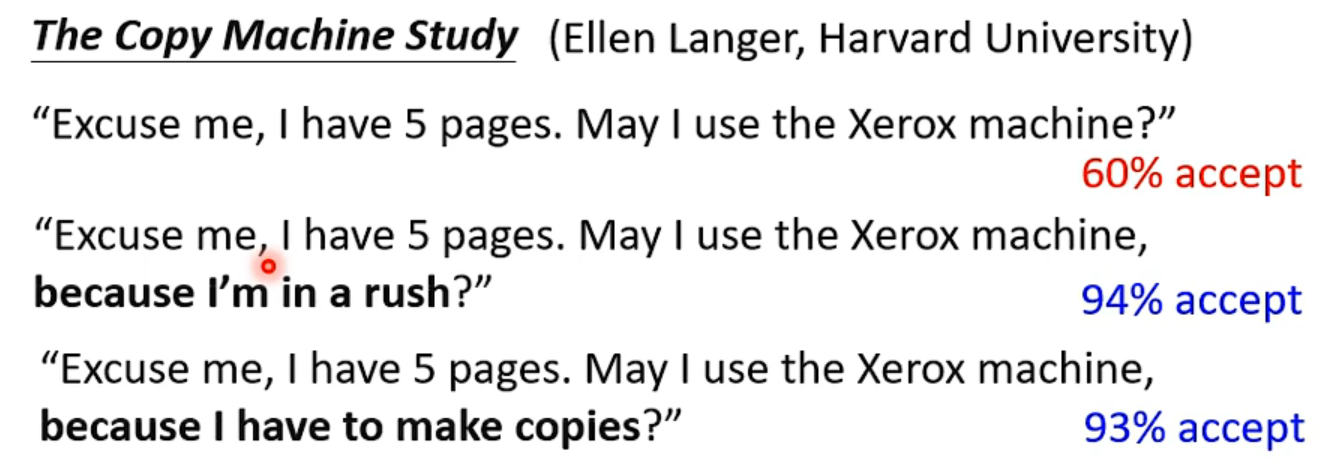 The Copy Machine Study (Ellen Langer, Harvard University)
“Excuse me, I have 5 pages. May I use the Xerox machine?”
60% accept
“Excuse me, I have 5 pages. May I use the Xerox machine,
because I’m in a rush?”
94% accept
“Excuse me, I have 5 pages. May I use the Xerox machine,
because I have to make copies?”
93% accept